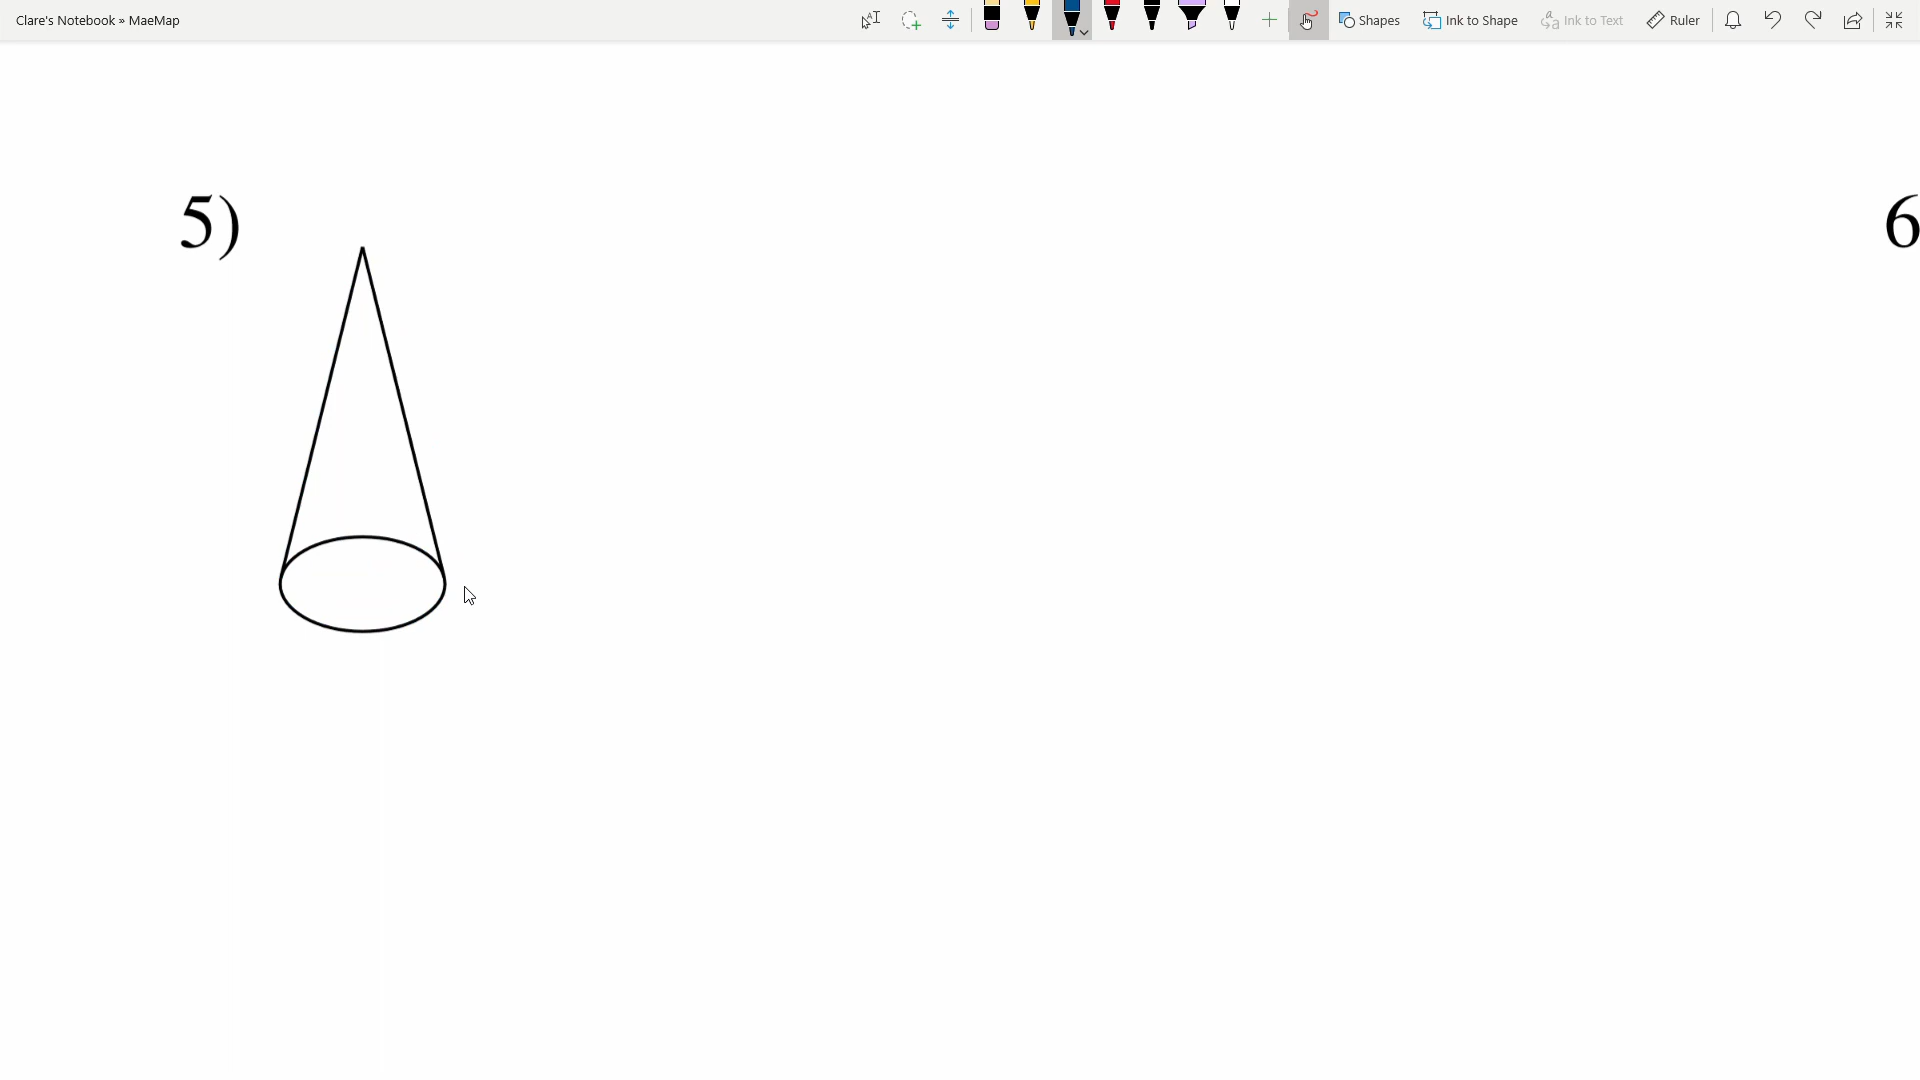 Clare's Notebook » MaeMap
Shapes
Ink to Shape
Ink to Text
Ruler
5)
6